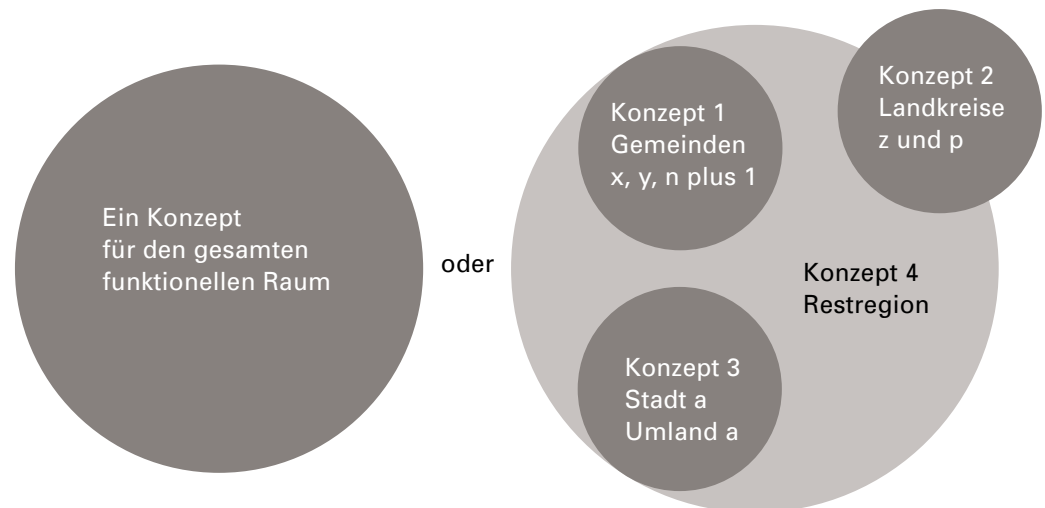 Ein Konzept
für den gesamten
funktionellen Raum
oder
Konzept 1
Gemeinden
x, y, n plus 1
Konzept 2
Landkreise
z und p
Konzept 4
Restregion
Konzept 3
Stadt a
Umland a